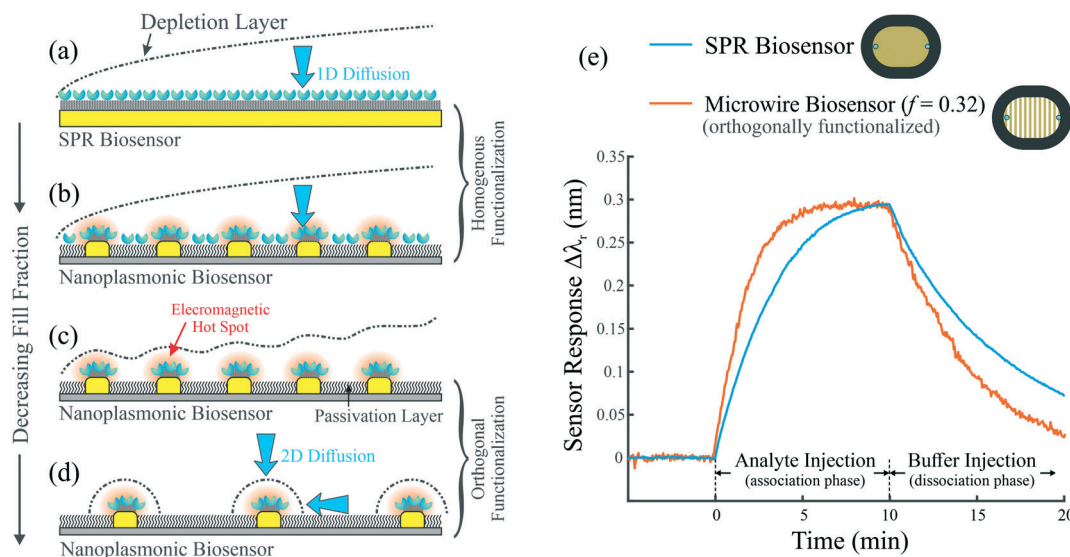 Decreasing Fill Fraction
(a)
Depletion Layer
1D Diffusion
SPR Biosensor
(b)
Nanoplasmonic Biosensor
Homogenous
Functionalization
(c)
Elecromagnetic
Hot Spot
Nanoplasmonic Biosensor
Passivation Layer
(d)
2D Diffusion
Nanoplasmonic Biosensor
Orthogonal
Functionalization
(e)
SPR Biosensor
Microwire Biosensor (f = 0.32)
(orthogonally functionalized)
Sensor Response Δλr (nm)
0.35
0.3
0.25
0.2
0.15
0.1
0.05
0
Analyte Injection
(association phase)
Buffer Injection
(dissociation phase)
0
5
10
15
20
Time (min)